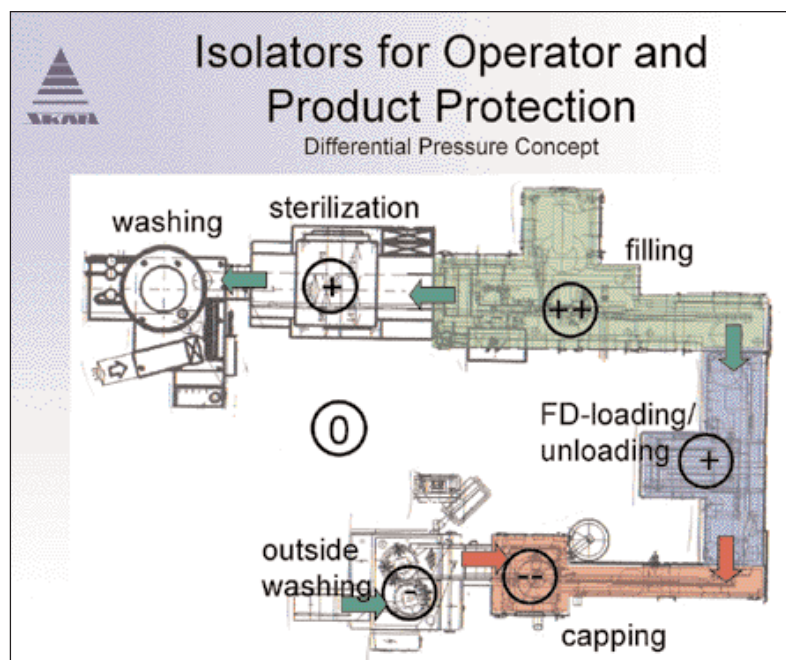 Isolators for Operator and
Product Protection
Differential Pressure Concept
SKAN
washing
sterilization
filling
+
++
FD-loading/
unloading
+
0
outside
washing
-
--
capping